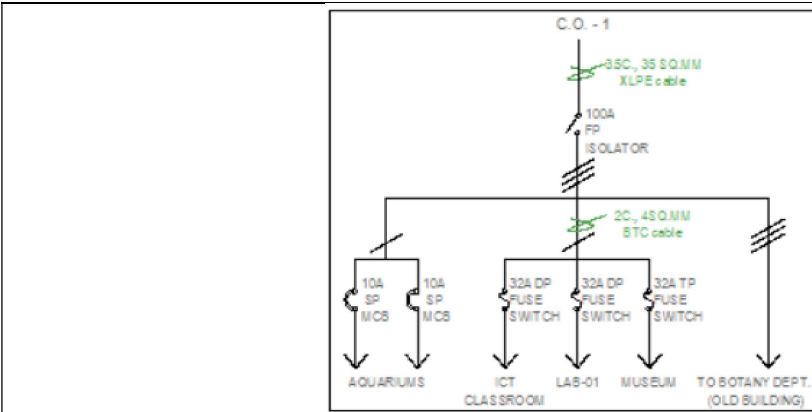 C.O. - 1
3.5C., 35 SQ.MM
XLPE cable
100A
FP
ISOLATOR
2C., 4SQ.MM
BTC cable
10A
SP
MCB
10A
SP
MCB
32A DP
FUSE
SWITCH
32A DP
FUSE
SWITCH
32A TP
FUSE
SWITCH
AQUARIUMS
ICT
CLASSROOM
LAB-01
MUSEUM
TO BOTANY DEPT.
(OLD BUILDING)